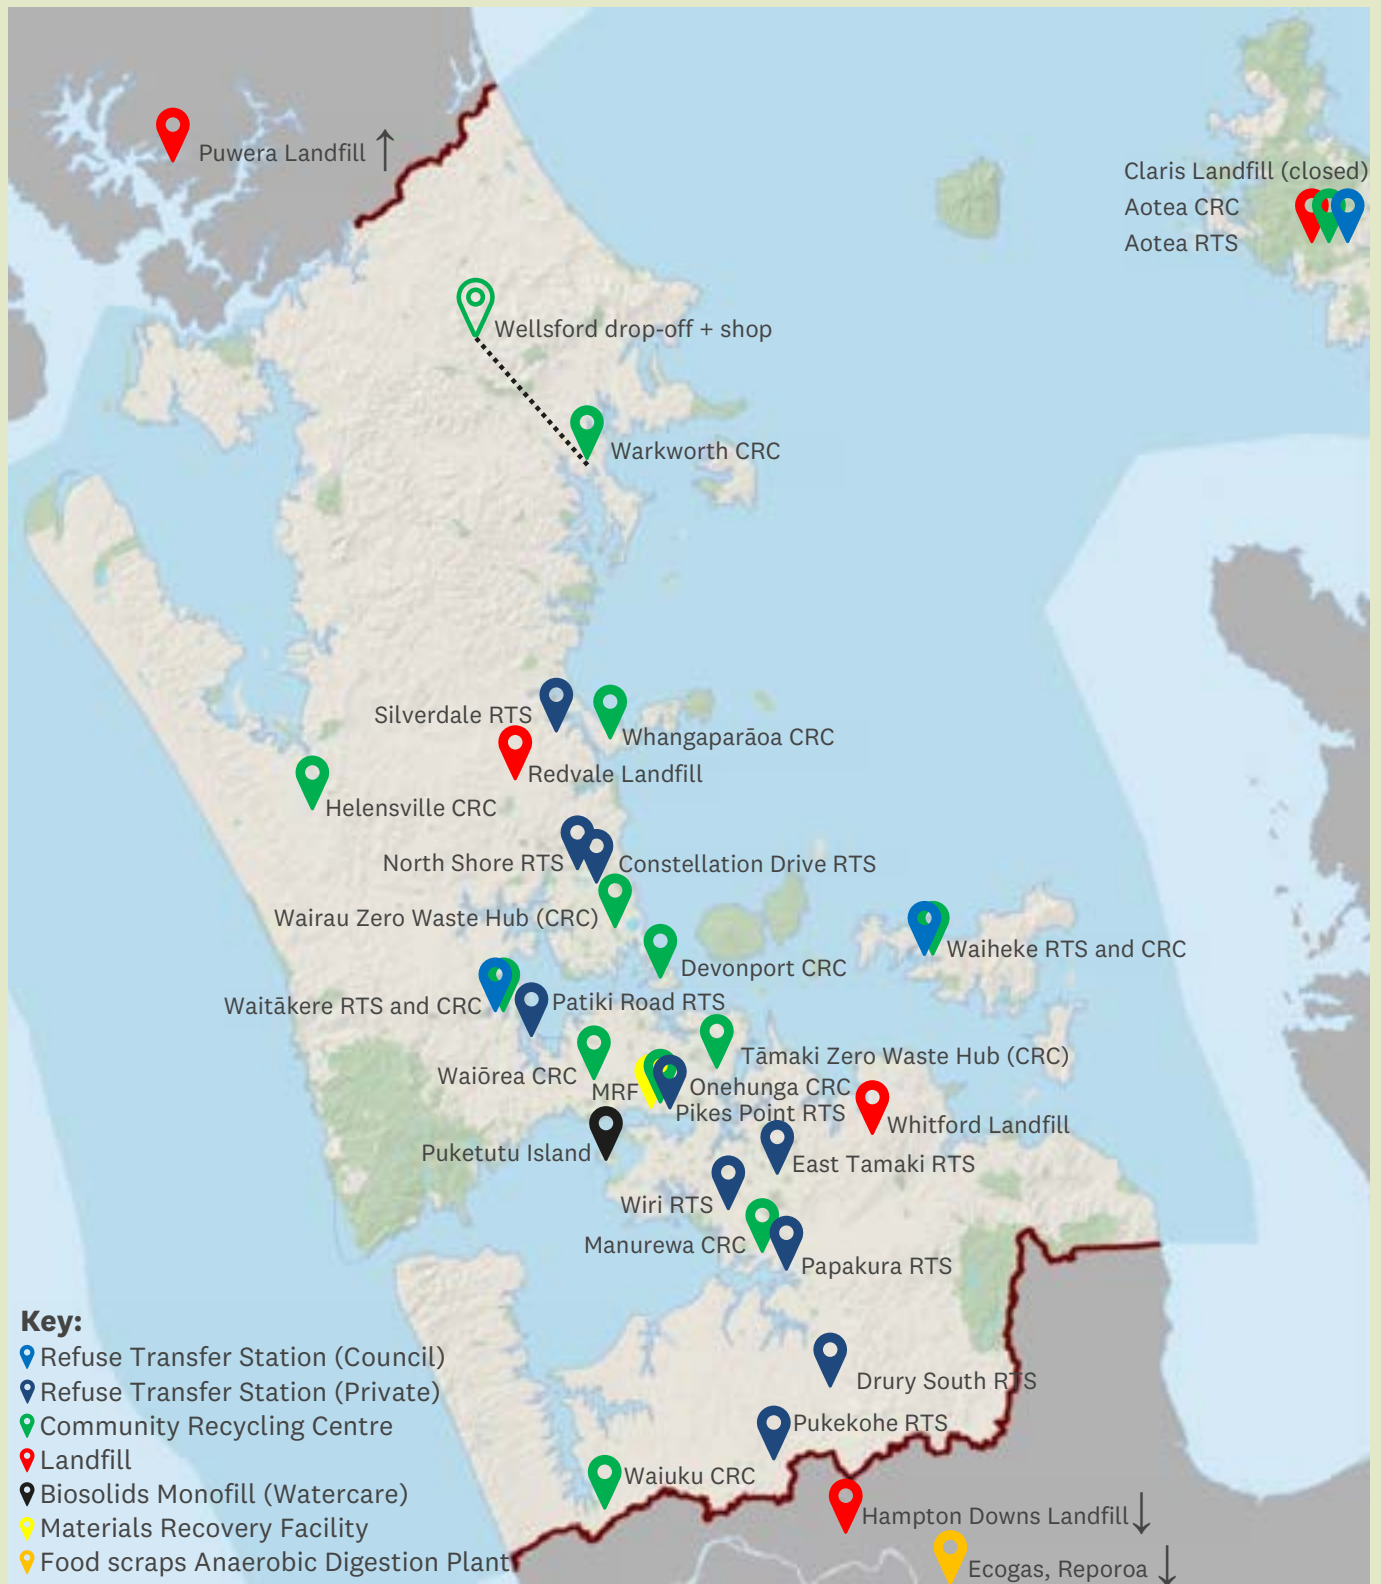 Puwera Landfill ↑
Claris Landfill (closed)
Aotea CRC
Aotea RTS
Wellsford drop-off + shop
Warkworth CRC
Silverdale RTS
Whangaparāoa CRC
Redvale Landfill
Helensville CRC
North Shore RTS
Constellation Drive RTS
Wairau Zero Waste Hub (CRC)
Waiheke RTS and CRC
Devonport CRC
Waitākere RTS and CRC
Patiki Road RTS
Tāmaki Zero Waste Hub (CRC)
Waiōrea CRC
MRF
Onehunga CRC
Pikes Point RTS
Whitford Landfill
Puketutu Island
East Tamaki RTS
Wiri RTS
Manurewa CRC
Papakura RTS
Drury South RTS
Pukekohe RTS
Waiuku CRC
Hampton Downs Landfill ↓
Ecogas, Reporoa ↓
Key:
Refuse Transfer Station (Council)
Refuse Transfer Station (Private)
Community Recycling Centre
Landfill
Biosolids Monofill (Watercare)
Materials Recovery Facility
Food scraps Anaerobic Digestion Plant